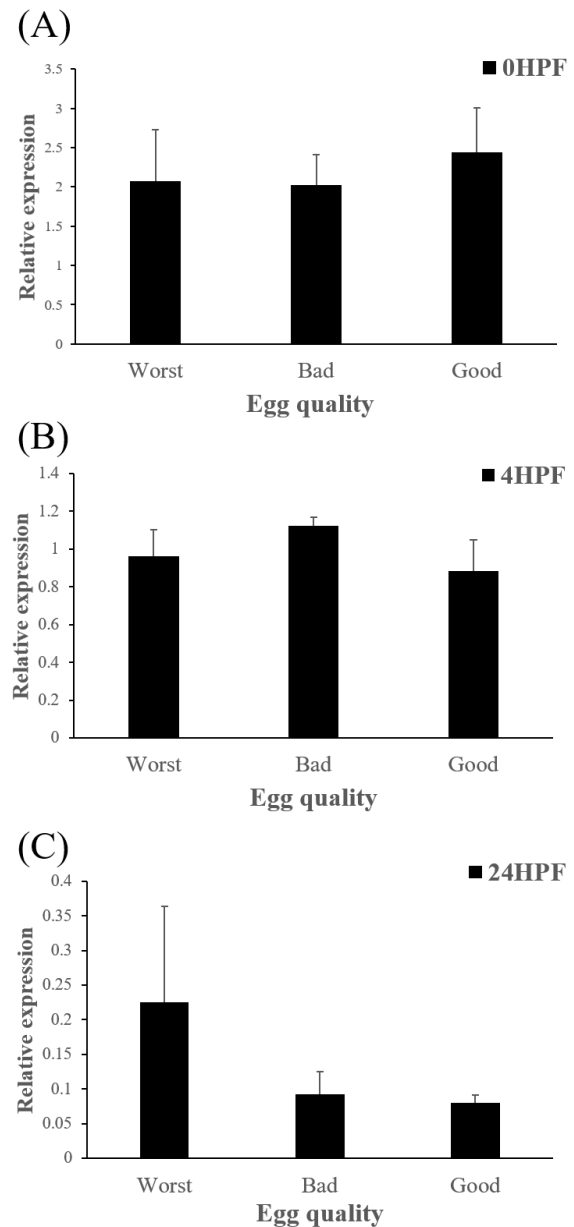 (A)
0HPF
3.5
3
2.5
2
1.5
1
0.5
0
Relative expression
Worst Bad Good
Egg quality
(B)
4HPF
1.4
1.2
1
0.8
0.6
0.4
0.2
0
Relative expression
Worst Bad Good
Egg quality
(C)
24HPF
0.4
0.35
0.3
0.25
0.2
0.15
0.1
0.05
0
Relative expression
Worst Bad Good
Egg quality